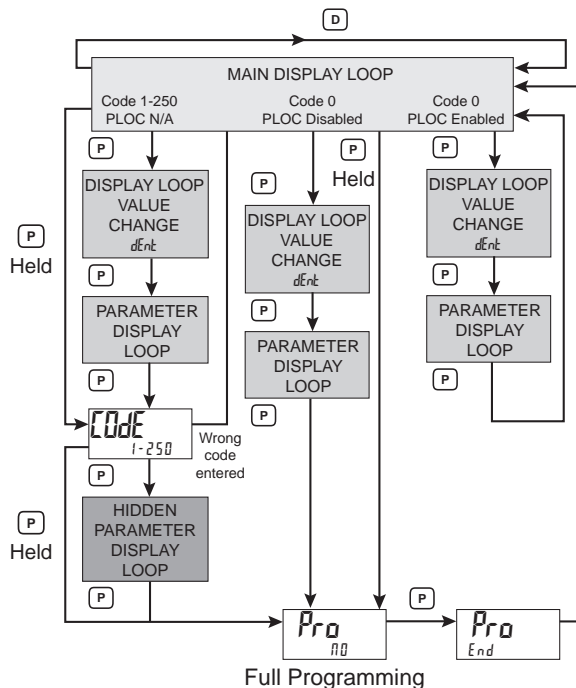 D
MAIN DISPLAY LOOP
Code 1-250
PLOC N/A
Code 0
PLOC Disabled
Code 0
PLOC Enabled
P
P
Held
P
P
DISPLAY LOOP
VALUE
CHANGE
dEnt
DISPLAY LOOP
VALUE
CHANGE
dEnt
DISPLAY LOOP
VALUE
CHANGE
dEnt
P
Held
P
P
P
PARAMETER
DISPLAY
LOOP
PARAMETER
DISPLAY
LOOP
PARAMETER
DISPLAY
LOOP
P
P
P
COdE
1-250
Wrong
code
entered
P
HIDDEN
PARAMETER
DISPLAY
LOOP
P
Held
P
Pro
NO
P
Pro
End
Full Programming